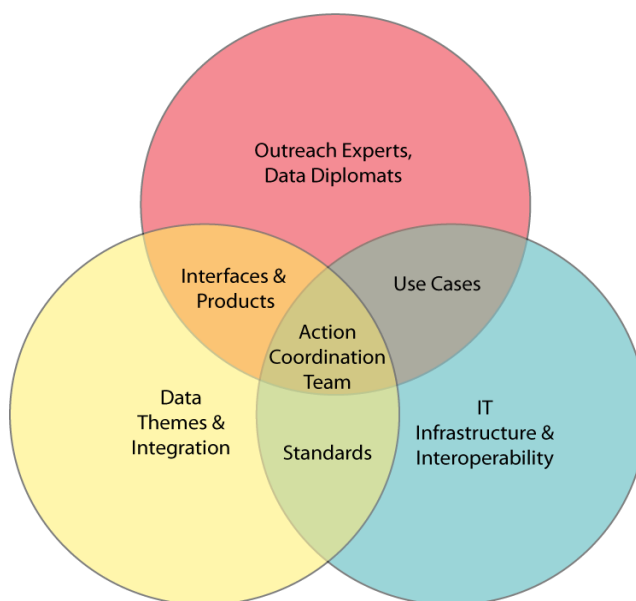 Outreach Experts,
Data Diplomats
Interfaces &
Products
Use Cases
Action
Coordination
Team
Data
Themes &
Integration
IT
Infrastructure &
Interoperability
Standards